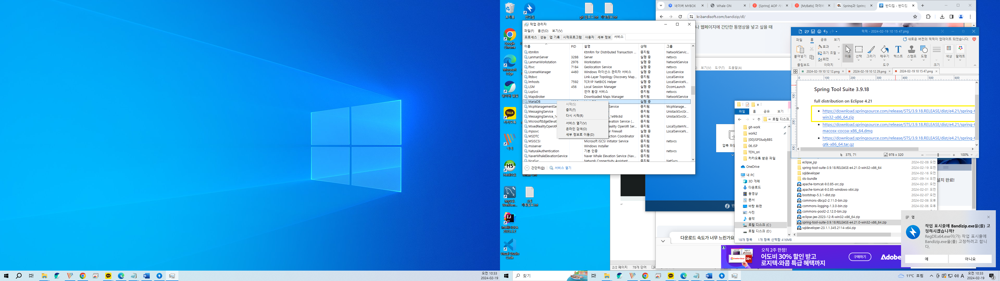 휴지통
반디집
git 업로드.txt
기억정보.txt
Google Chrome
Microsoft Edge
네이버 웨일
카카오톡
픽픽
HeidiSQL
Whale ON
MySQL Workben...
3팀 기획발표.txt
IntelliJ IDEA 2023.3.2
Visual Studio Code
작업 관리자
파일(F) 옵션(O) 보기(V)
프로세스 성능 앱 기록 시작프로그램 사용자 세부 정보 서비스
이름 PID 설명 상태 그룹
KtmRm KtmRm for Distributed Transaction ... 중지됨 NetworkServic...
LanmanServer 3288 Server 실행 중 netsvcs
LanmanWorkstation 2976 Workstation 실행 중 NetworkService
lfsvc 7184 Geolocation Service 실행 중 netsvcs
LicenseManager 4460 Windows 라이선스 관리자 서비스 실행 중 LocalService
lltdsvc Link-Layer Topology Discovery Map... 중지됨 LocalService
lmhosts 7592 TCP/IP NetBIOS Helper 실행 중 LocalServiceN...
LSM 456 Local Session Manager 실행 중 DcomLaunch
LxpSvc 언어 환경 서비스 중지됨 netsvcs
MapsBroker Downloaded Maps Manager 중지됨 NetworkService
MariaDB 실행 중
McpManagementSe Service 중지됨 McpManage...
MessagingService 중지됨 UnistackSvcGr...
MessagingService_1e _1e99c6d 중지됨 UnistackSvcGr...
MicrosoftEdgeElevat Elevation Service (... 중지됨
MixedRealityOpenXR Reality OpenXR Ser... 중지됨 LocalSystemN...
mpssvc r Firewall 실행 중 LocalServiceN...
MSDTC action Coordinator 중지됨
MSiSCSI Microsoft iSCSI Initiator Service 중지됨 netsvcs
msiserver Windows Installer 중지됨
NaturalAuthentication 기본 인증 중지됨 netsvcs
NaverWhaleElevationService Naver Whale Elevation Service (Nav... 중지됨
NcaSvc Network Connectivity Assistant 중지됨 NetSvcs
시작(S)
중지(T)
다시 시작(R)
서비스 열기(V)
온라인 검색(O)
세부 정보로 이동(D)
간단히(D) 서비스 열기
네이버 MYBOX
Whale ON
[Spring] AOP 사
[MyBatis] 마이바
Spring과 Spring
반디집 - 반디집
kr.bandisoft.com/bandizip/dl/
나 웹페이지에 간단한 동영상을 넣고 싶을 때
보기(V) 도구(T) 도움말(A)
압축 파
픽픽 - 2024-02-19 10 15 47.png
파일 홈 공유 보기
새로운 버전의 픽픽이 업데이트 되었습니다.
붙여넣기
효과
크기 조절
회전
이동 선택 그리기 채우기 텍스트 스탬프 도형 색상 팔레트
클립보드 이미지 도구 크기
2024-02-19 10 12 12.png
2024-02-19 10 12 29.png
2024-02-19 10 15 47.png
0 100 200 300 400 500 600
100
200
300
Spring Tool Suite 3.9.18
full distribution on Eclipse 4.21
https://download.springsource.com/release/STS/3.9.18.RELEASE/dist/e4.21/spring-t
win32-x86_64.zip
https://download.springsource.com/release/STS/3.9.18.RELEASE/dist/e4.21/spring-t
macosx-cocoa-x86_64.dmg
https://download.springsource.com/release/STS/3.9.18.RELEASE/dist/e4.21/spring-t
gtk-x86_64.tar.gz
375, 71
978 x 320
100%
파일 홈 공유 보기
« 로컬 디스크...
git-work
work2
[00]JSPStudyBBS
06.JSP
TDN_ori
카카오톡 받은 파일
OneDrive
내 PC
3D 개체
다운로드
동영상
문서
바탕 화면
사진
음악
로컬 디스크 (C:)
로컬 디스크 (D:)
18개 항목 1개 항목 선택함 416MB
eclipse_jsp 2024-02-08 오전
spring-tool-suite-3.9.18.RELEASE-e4.21.0-win32-x86_64 2024-02-19 오전
sqldeveloper 2024-02-16 오전
sts-bundle 2021-09-14 오전
apache-tomcat-9.0.85-src.zip 2024-02-01 오전
apache-tomcat-9.0.85-windows-x64.zip 2024-02-01 오전
bootstrap-5.3.1-dist.zip 2024-02-07 오전
commons-dbcp2-2.11.0-bin.zip 2024-02-06 오후
commons-logging-1.3.0-bin.zip 2024-02-06 오후
commons-pool2-2.12.0-bin.zip
eclipse-jee-2023-12-R-win32-x86_64.zip
spring-tool-suite-3.9.18.RELEASE-e4.21.0-win32-x86_64.zip
sqldeveloper-23.1.1.345.2114-x64.zip
설치 완료!
다운로드 속도가 너무 느린가요
오직 2주 한정!
어도비 30% 할인 받고
로지텍·와콤 특급 혜택까지
구매하기
Adobe
2/2 페이지 78개 단어
앱
작업 표시줄에 Bandizip.exe을(를) 고
정하시겠습니까?
RegDll.x64.exe이(가) 작업 표시줄에
Bandizip.exe을(를) 고정하려고 합니
다.
예
아니요
오전 10:33
2024-02-19
찾기
11°C 흐림
A
오전 10:33
2024-02-19
2